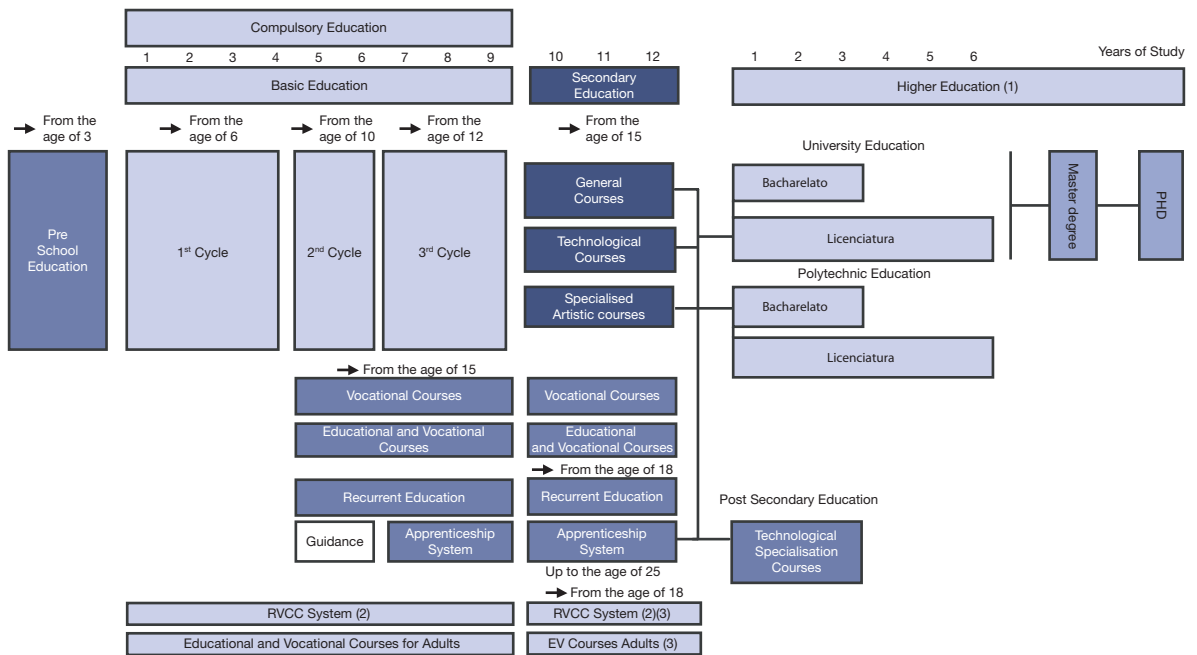 Compulsory Education
1 2 3 4 5 6 7 8 9 10 11 12 1 2 3 4 5 6 Years of Study
Basic Education
Secondary
Education
Higher Education (1)
From the
age of 3
From the
age of 6
From the
age of 10
From the
age of 12
From the
age of 15
Pre
School
Education
1st Cycle
2nd Cycle
3rd Cycle
General
Courses
Technological
Courses
Specialised
Artistic courses
University Education
Bacharelato
Licenciatura
Polytechnic Education
Bacharelato
Licenciatura
Master degree
PHD
From the age of 15
Vocational Courses
Vocational Courses
Educational and Vocational
Courses
Educational
and Vocational Courses
From the age of 18
Recurrent Education
Recurrent Education
Guidance
Apprenticeship
System
Apprenticeship
System
Post Secondary Education
Technological
Specialisation
Courses
Up to the age of 25
From the age of 18
RVCC System (2)
RVCC System (2)(3)
Educational and Vocational Courses for Adults
EV Courses Adults (3)